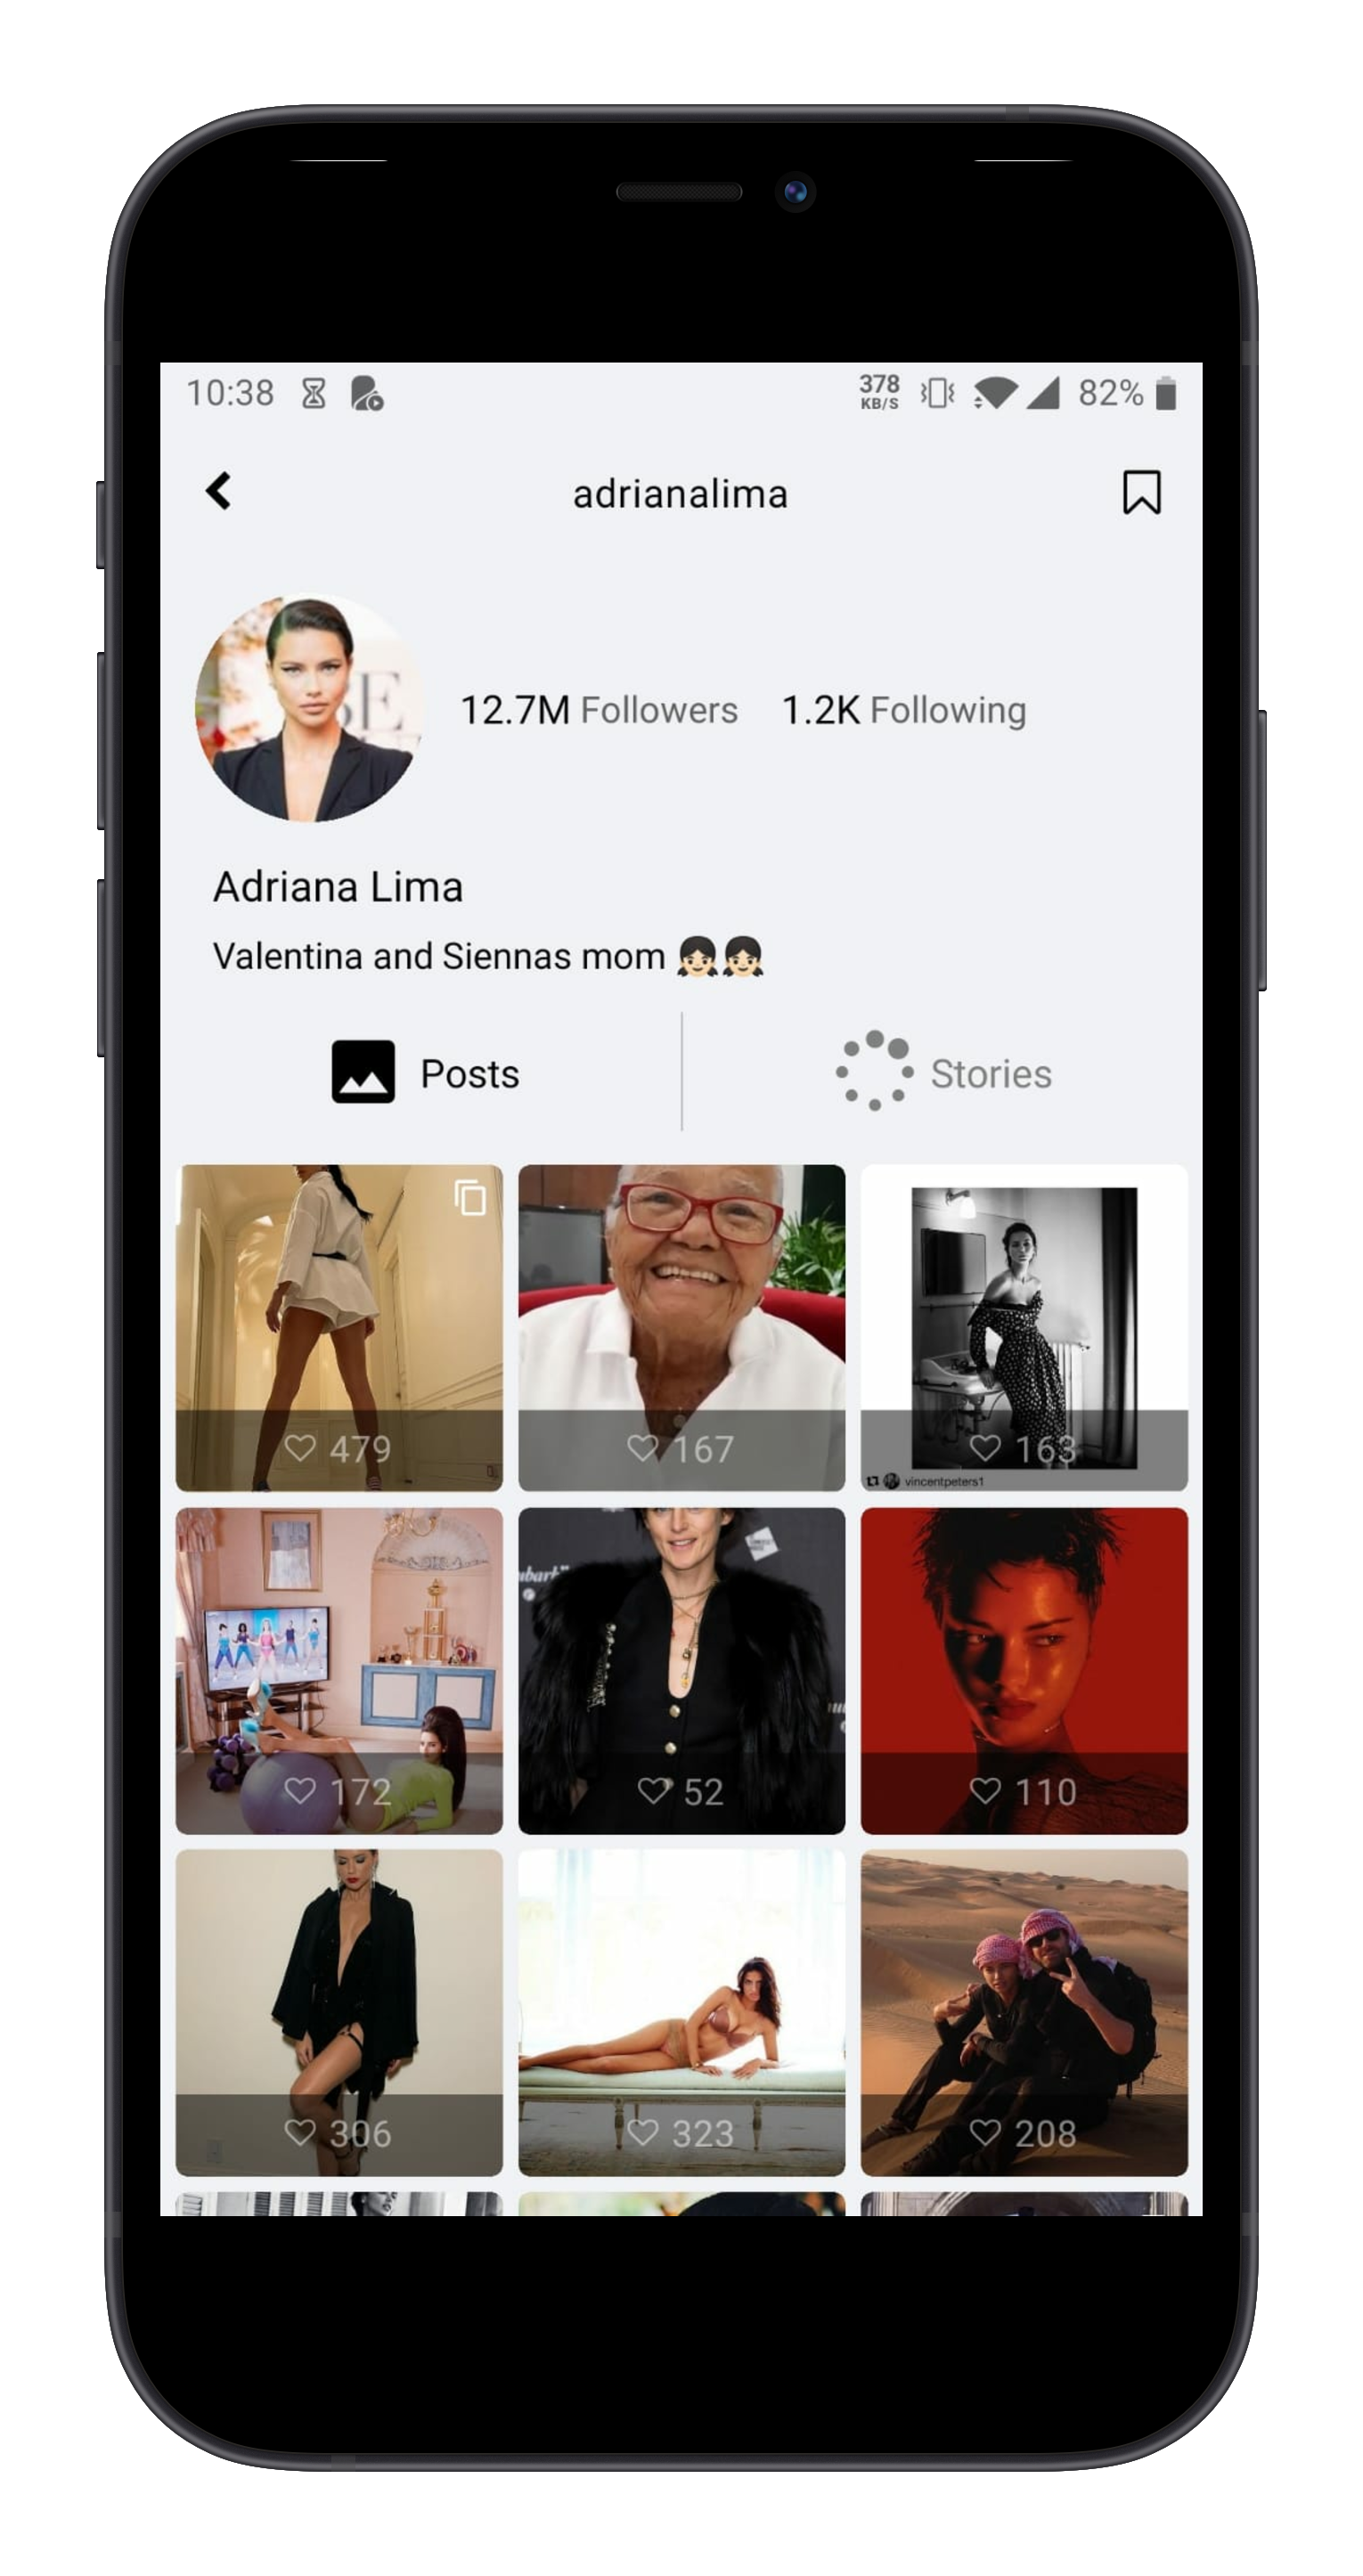 10:38 378 KB/S 82%
adrianalima
12.7M Followers 1.2K Following
Adriana Lima
Valentina and Siennas mom 👧🏻👧🏻
Posts Stories
479 167 163
vincentpeters1
172 52 110
306 323 208